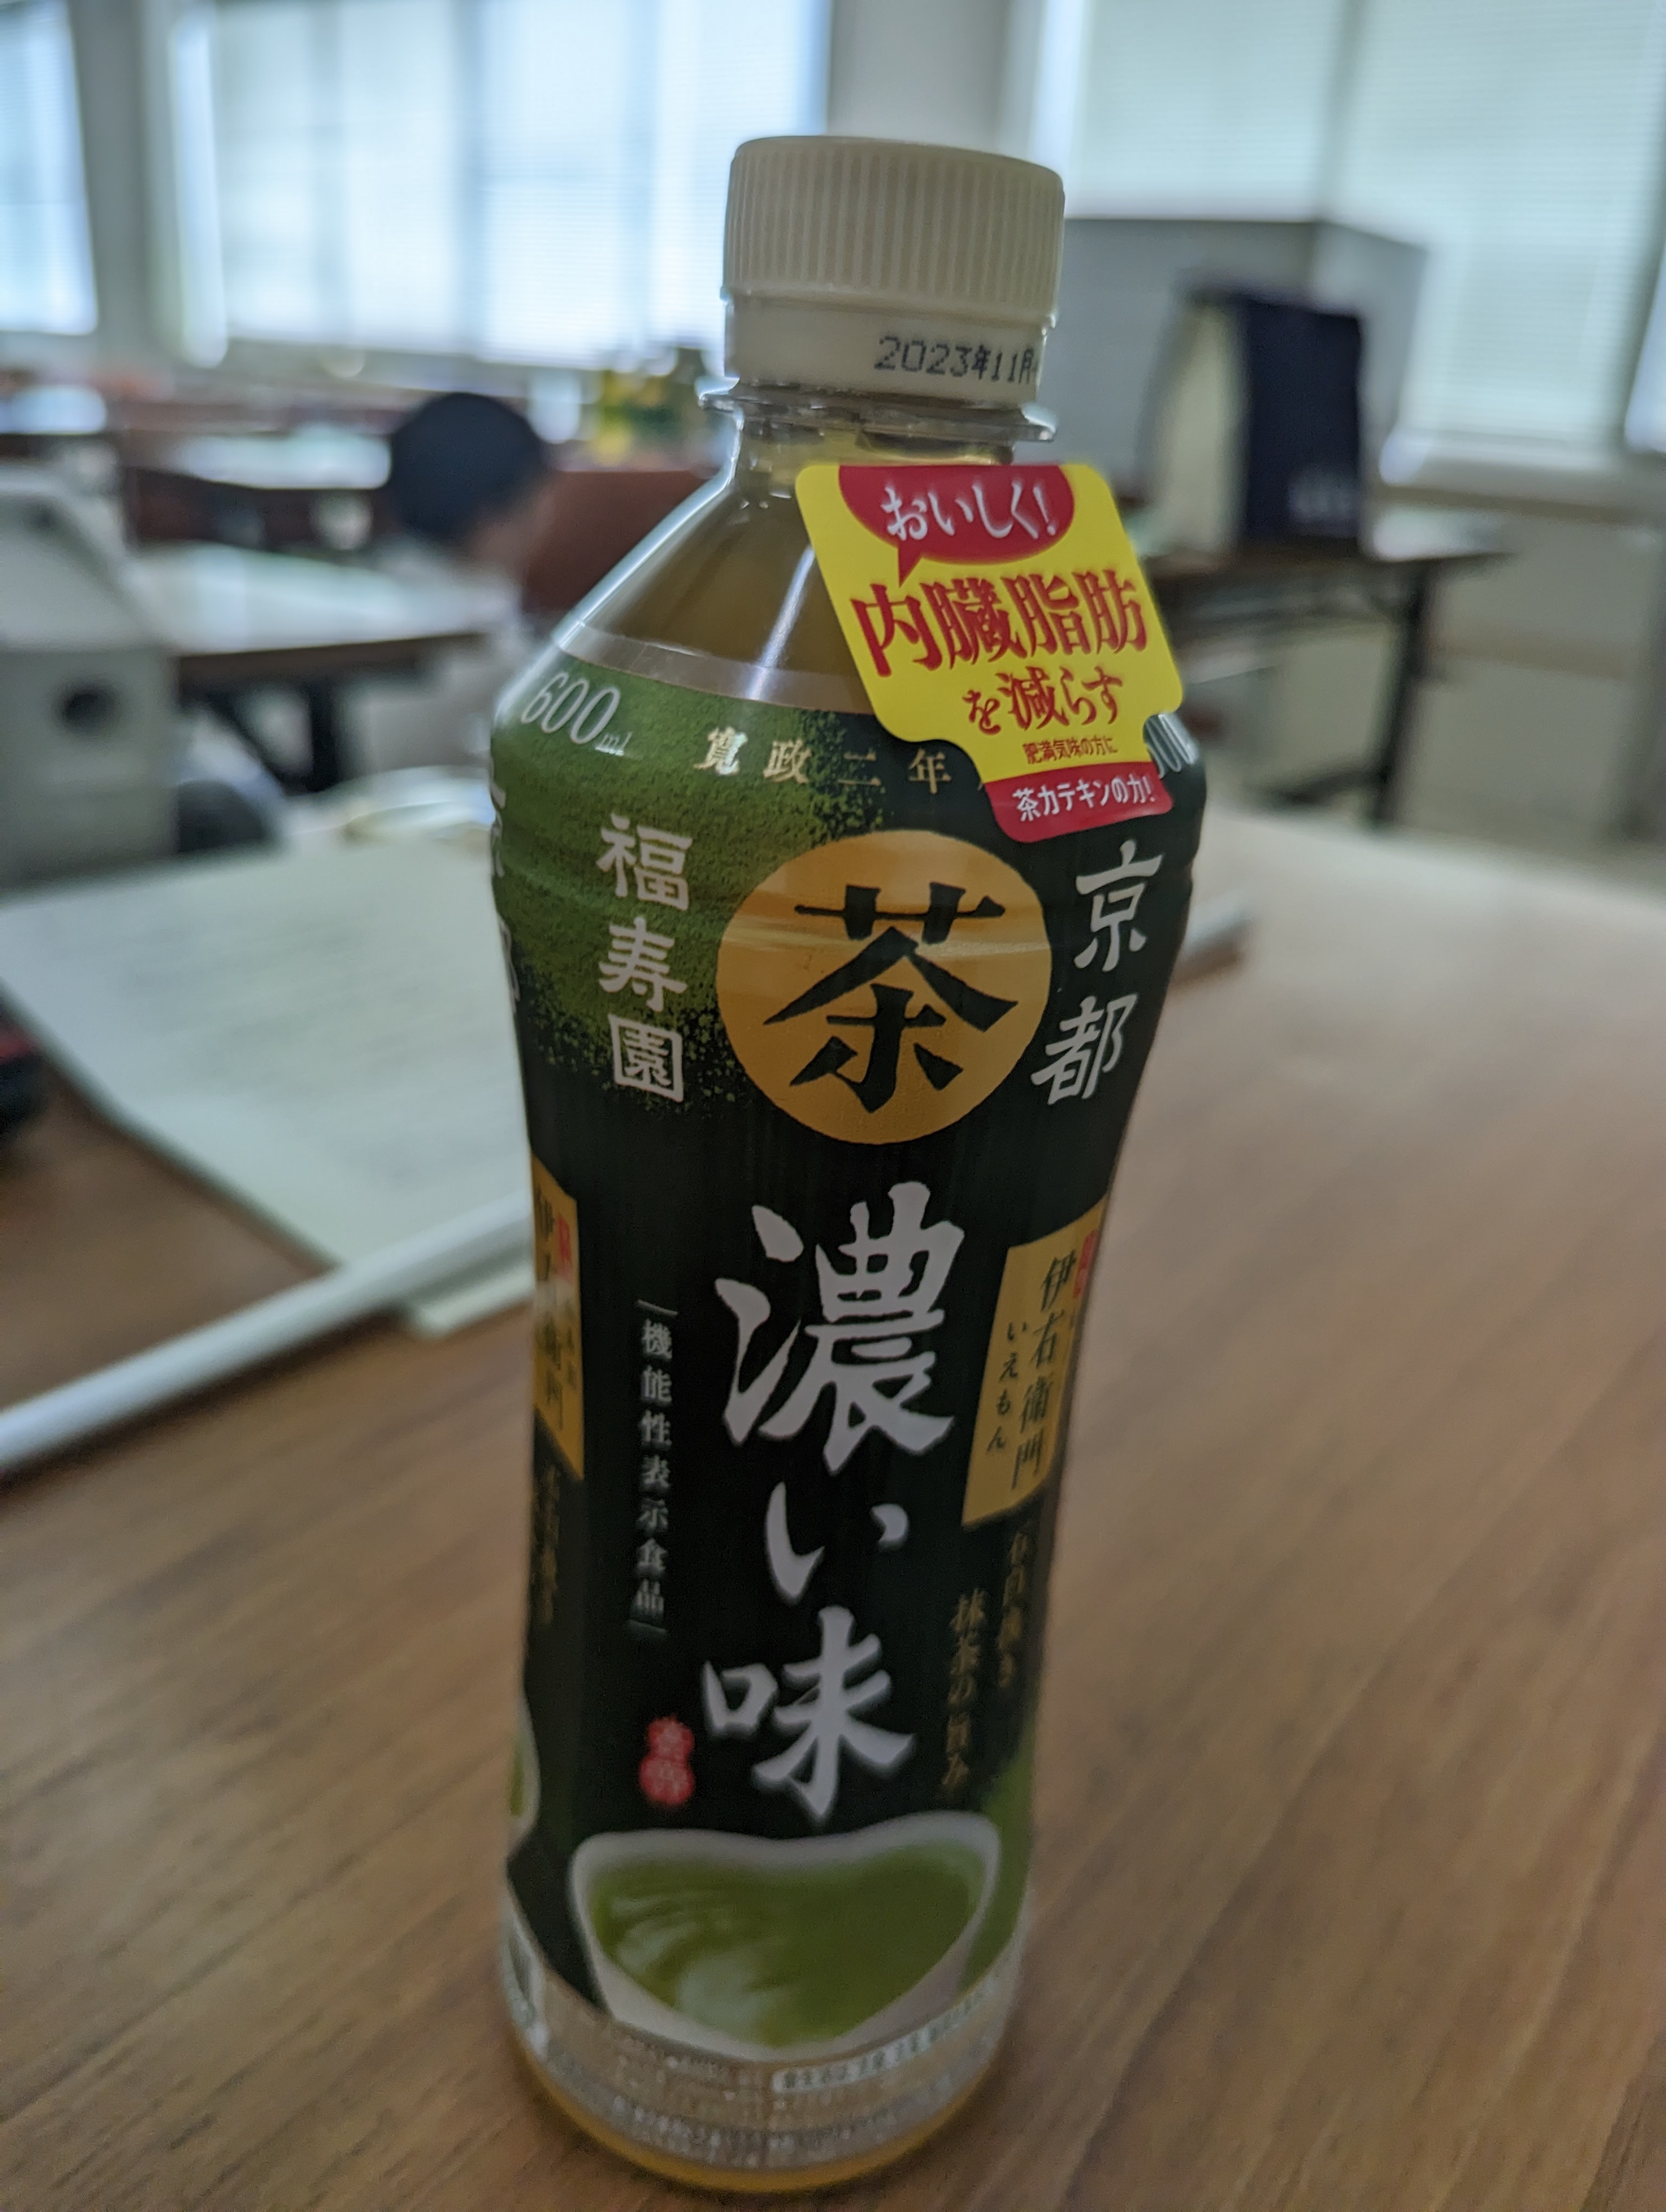 2023年11月
おいしく!
内臓脂肪
を減らす
肥満気味の方に
茶カテキンの力!
600ml
寛政二年
京都
茶
福寿園
伊右衛門
いえもん
濃い味
機能性表示食品
抹茶の旨み